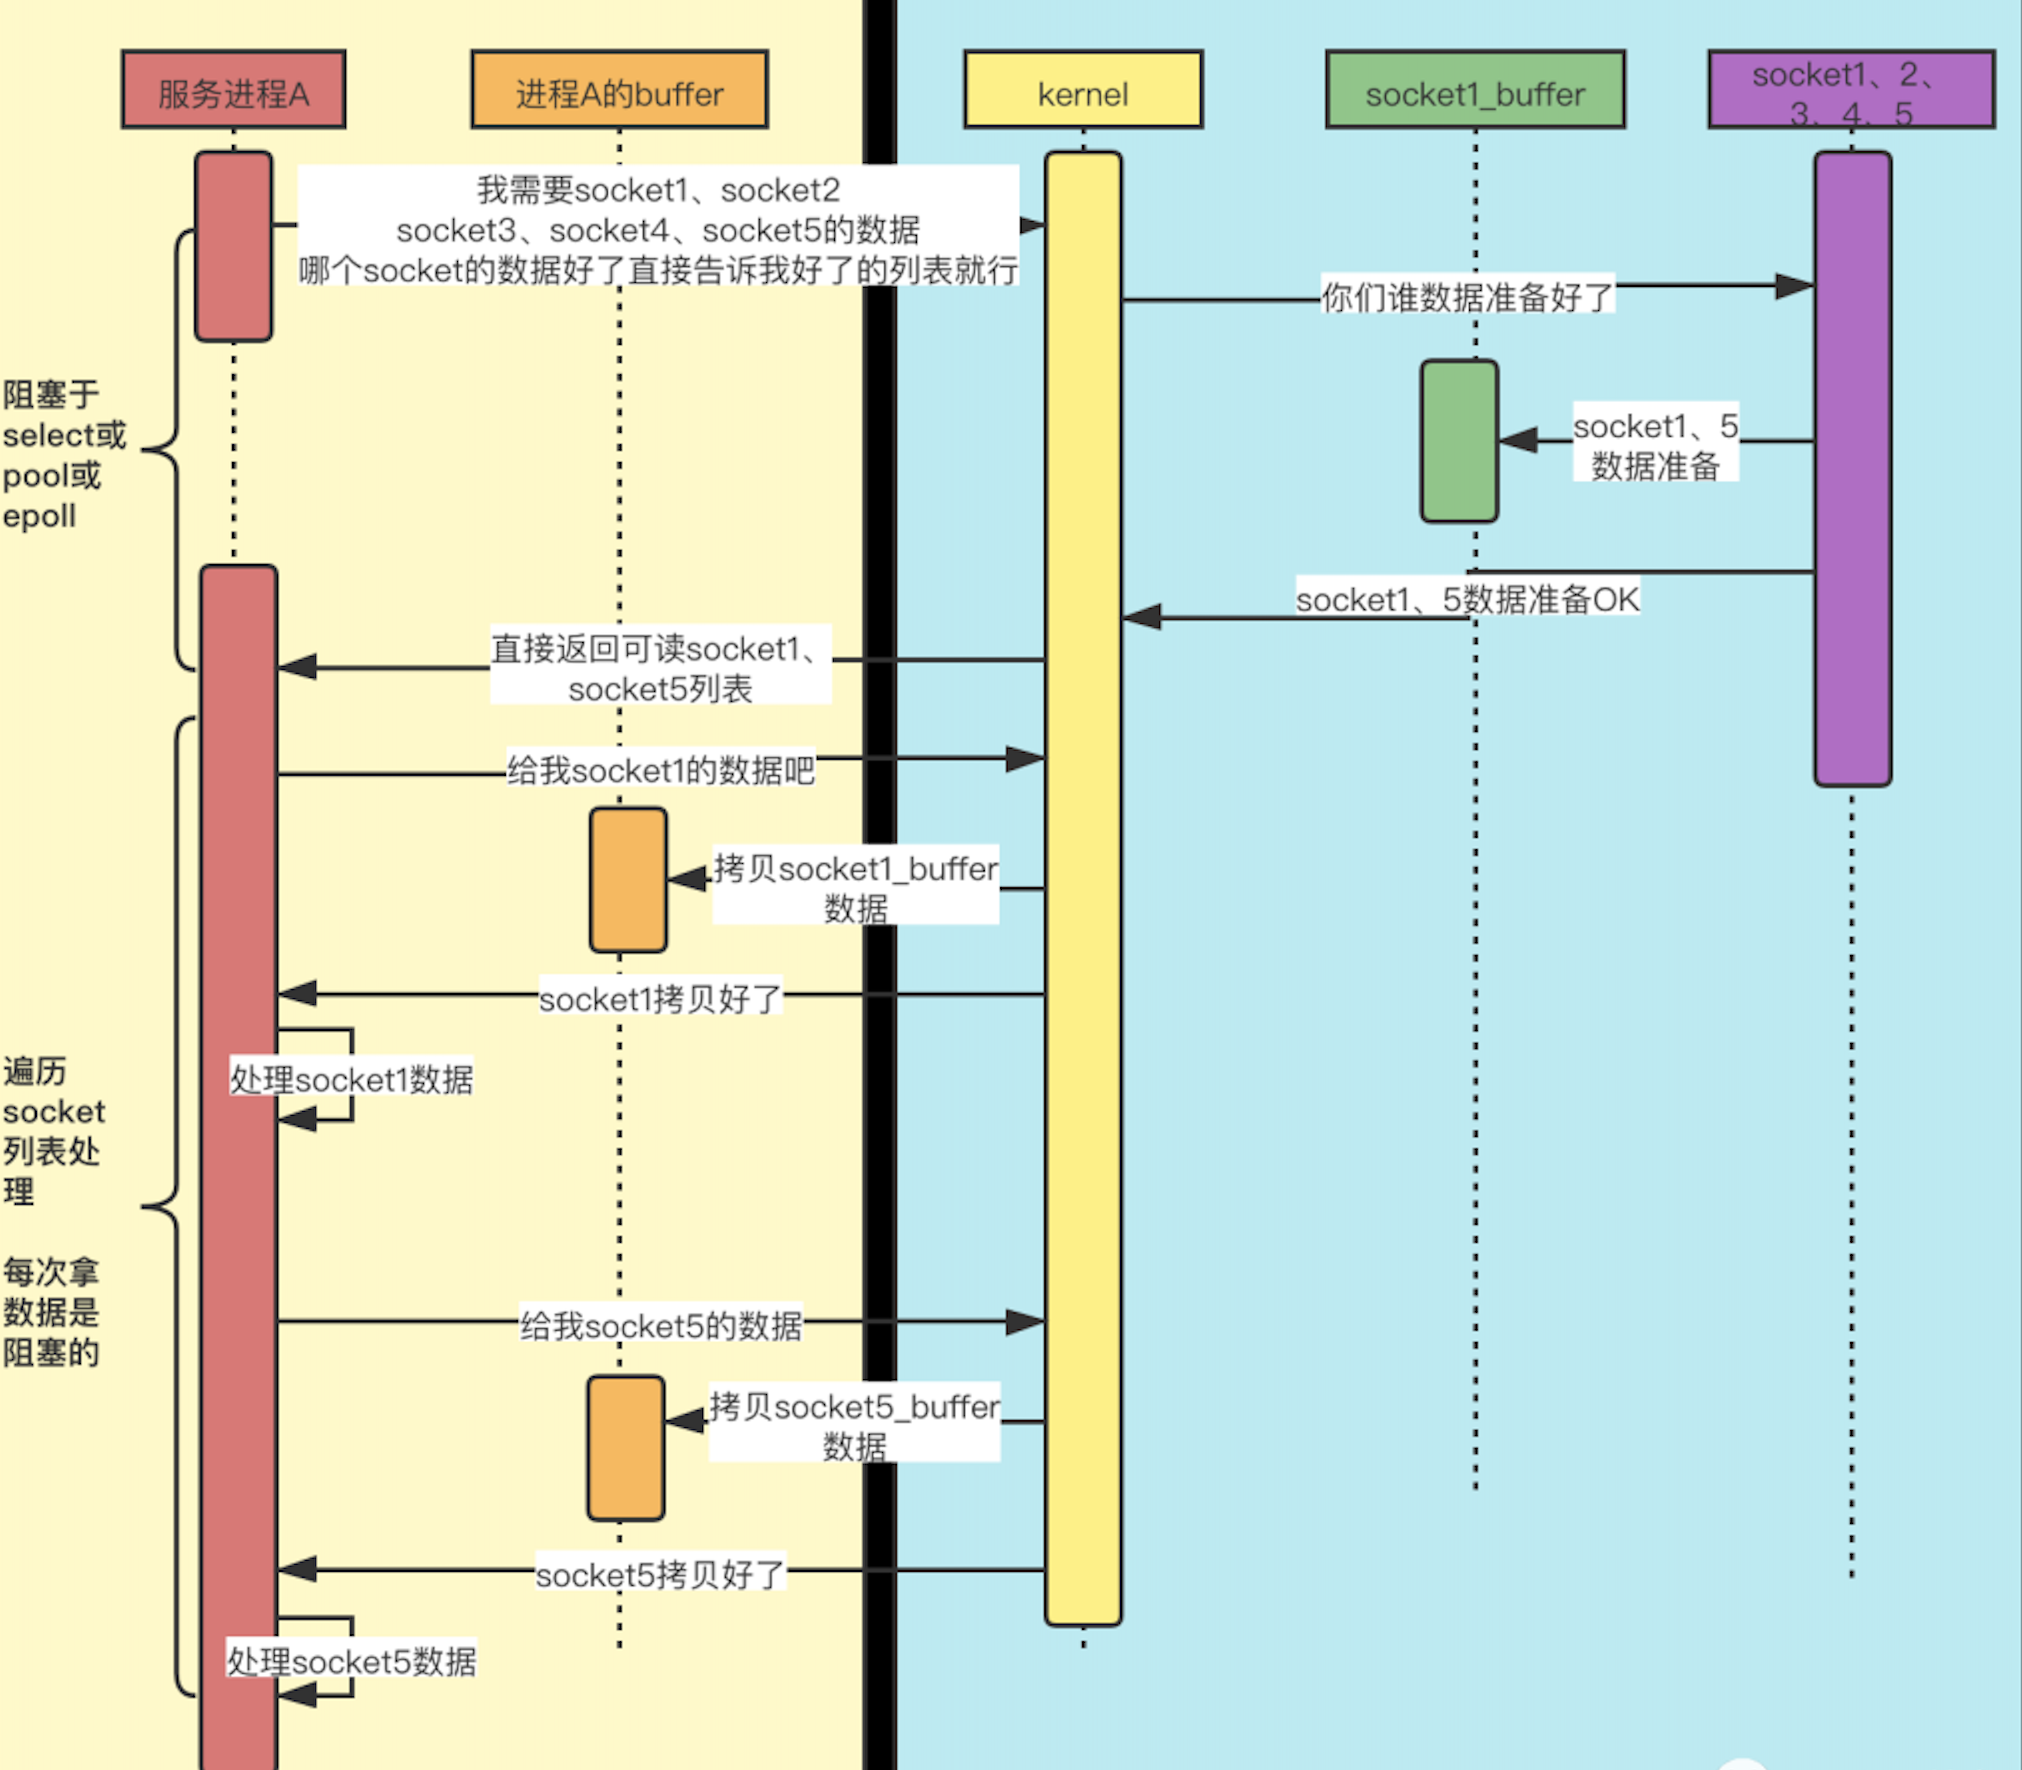 服务进程A
进程A的buffer
kernel
socket1_buffer
socket1、2、
3、4、5
我需要socket1、socket2
socket3、socket4、socket5的数据
哪个socket的数据好了直接告诉我好了的列表就行
你们谁数据准备好了
阻塞于
select或
pool或
epoll
socket1、5
数据准备
socket1、5数据准备OK
直接返回可读socket1、
socket5列表
给我socket1的数据吧
拷贝socket1_buffer
数据
socket1拷贝好了
处理socket1数据
遍历
socket
列表处
理
每次拿
数据是
阻塞的
给我socket5的数据
拷贝socket5_buffer
数据
socket5拷贝好了
处理socket5数据